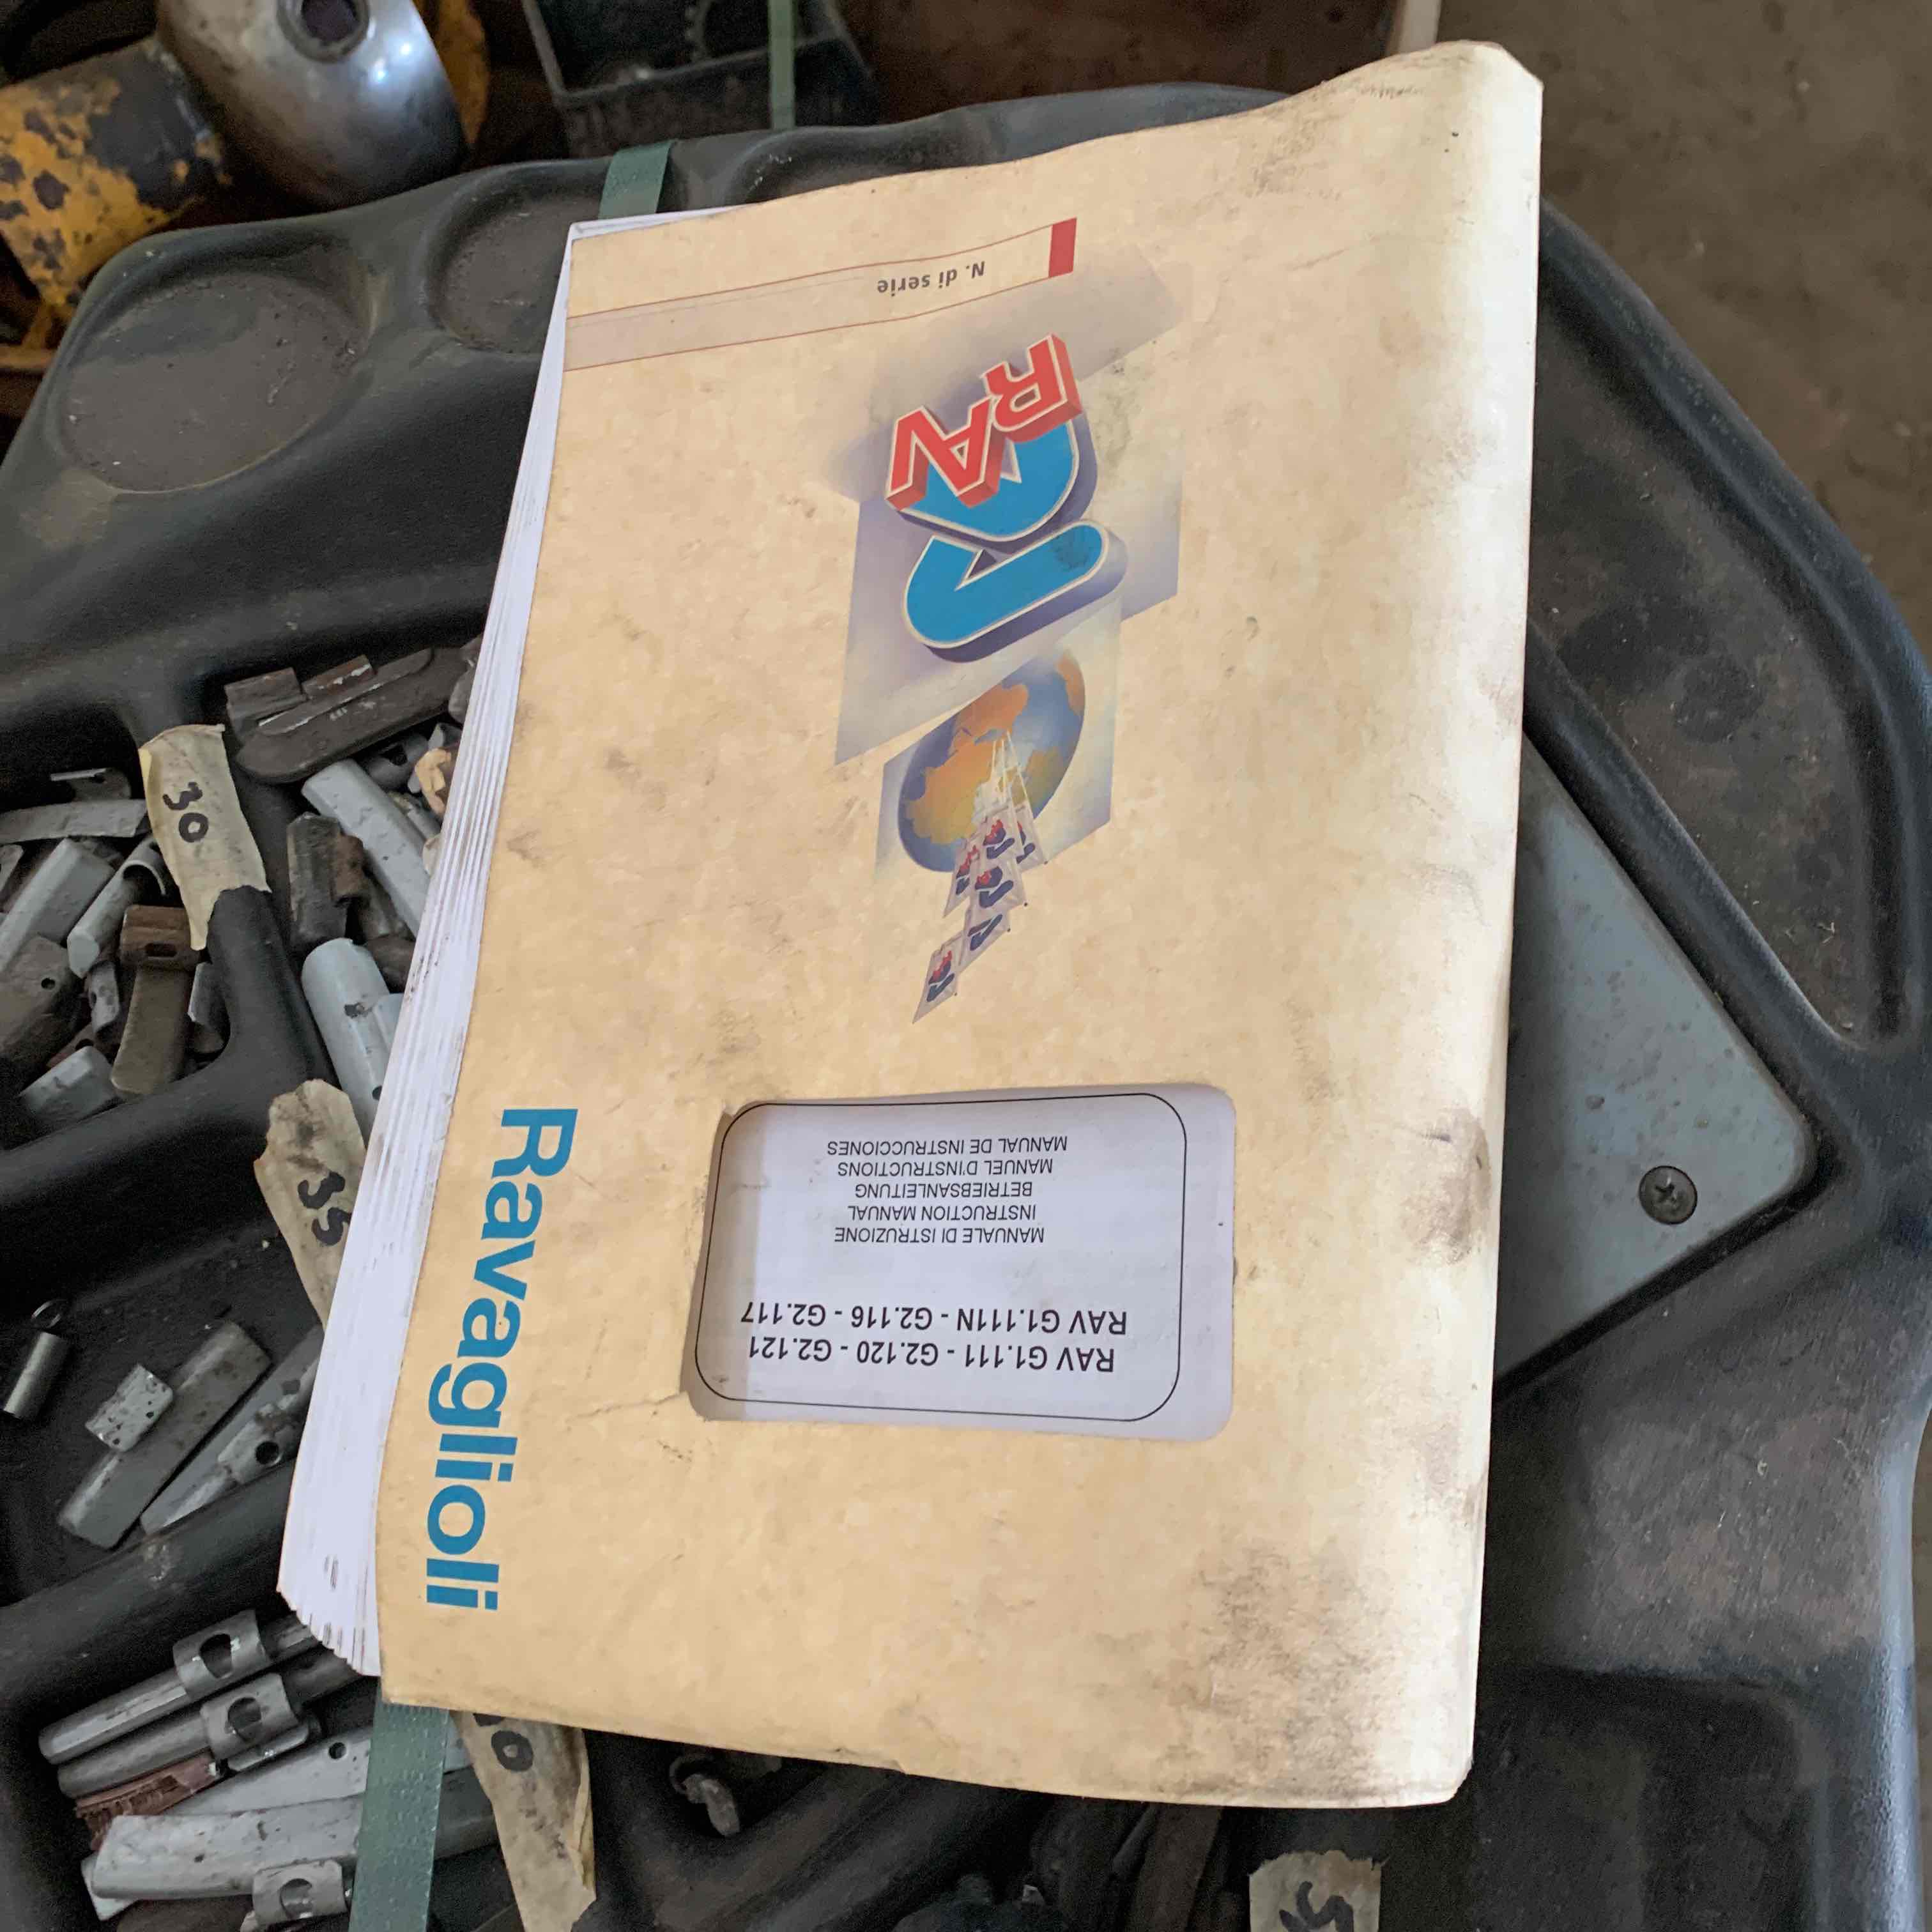 N. di serie
RAV
RAV G1.111 - G2.120 - G2.121
RAV G1.111N - G2.116 - G2.117
MANUALE DI ISTRUZIONE
INSTRUCTION MANUAL
BETRIEBSANLEITUNG
MANUEL D'INSTRUCTIONS
MANUAL DE INSTRUCCIONES
Ravaglioli
30
35